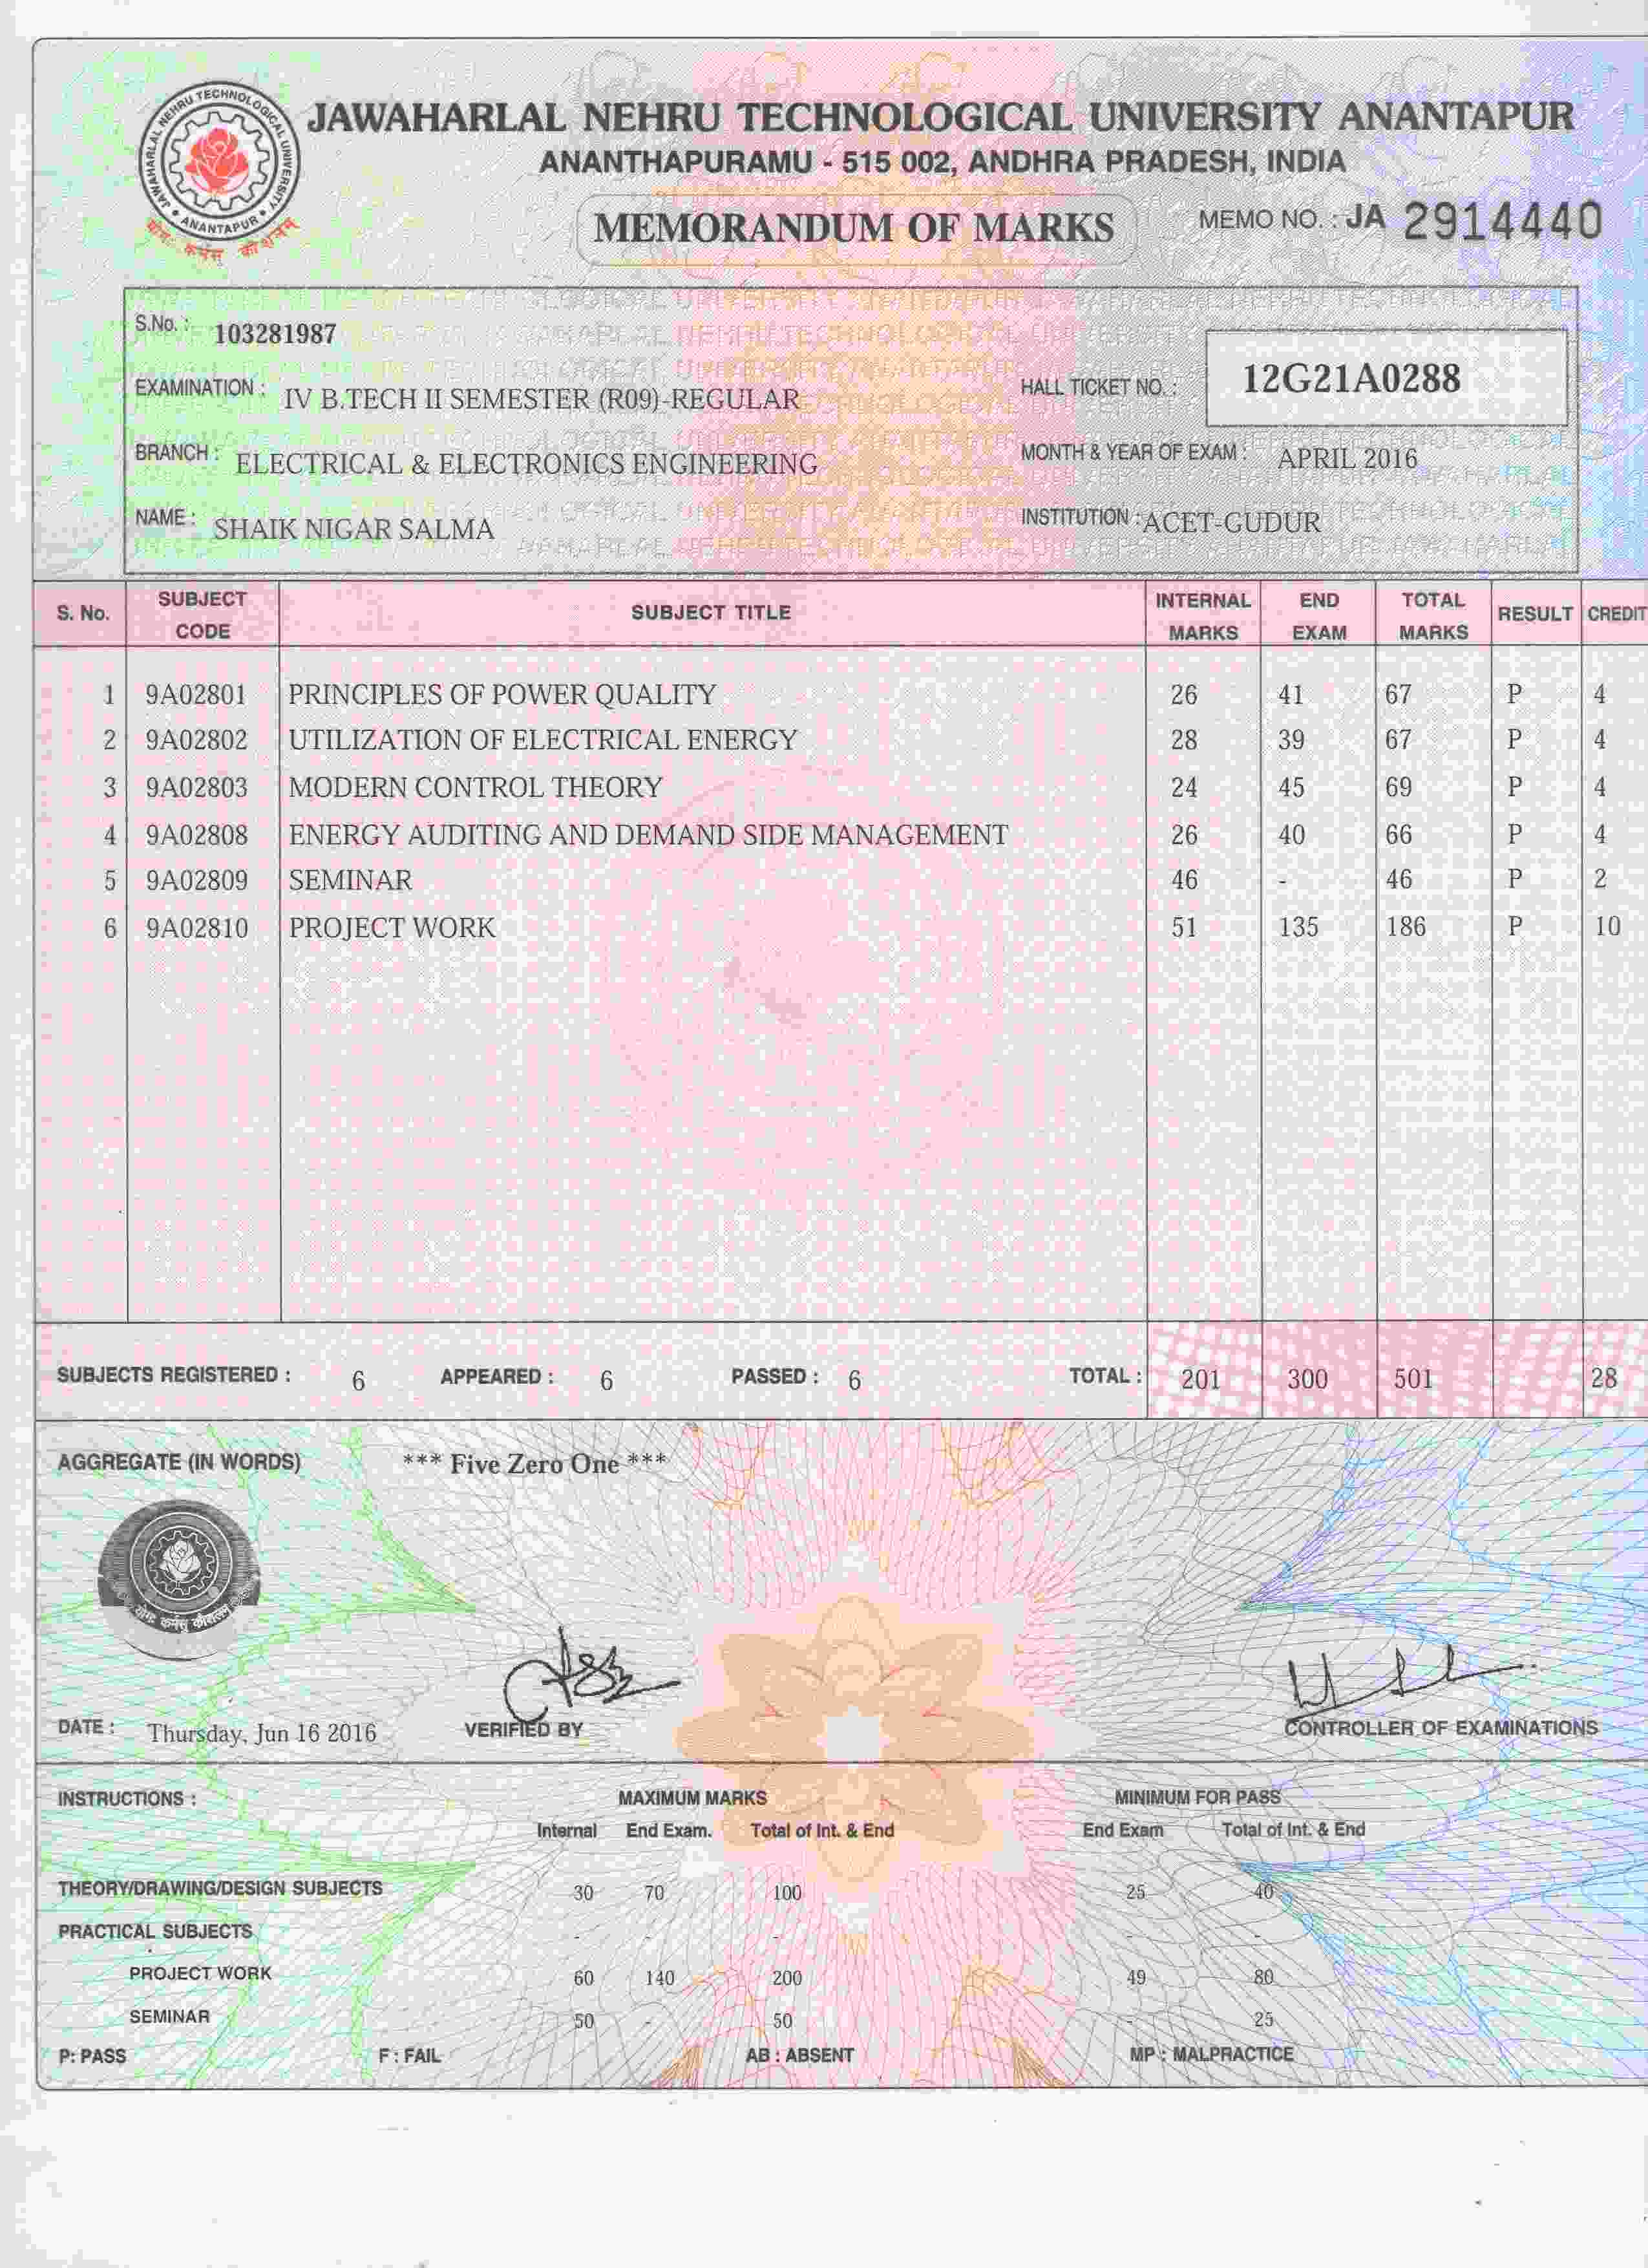 JAWAHARLAL NEHRU TECHNOLOGICAL UNIVERSITY ANANTAPUR
ANANTHAPURAMU - 515 002, ANDHRA PRADESH, INDIA
MEMORANDUM OF MARKS MEMO NO. : JA 2914440
JAWAHARLAL NEHRU TECHNOLOGICAL UNIVERSITY • ANANTAPUR •
S.No. : 103281987
EXAMINATION : IV B.TECH II SEMESTER (R09)-REGULAR HALL TICKET NO. : 12G21A0288
BRANCH : ELECTRICAL & ELECTRONICS ENGINEERING MONTH & YEAR OF EXAM : APRIL 2016
NAME : SHAIK NIGAR SALMA INSTITUTION : ACET-GUDUR
S. No. SUBJECT CODE SUBJECT TITLE INTERNAL MARKS END EXAM TOTAL MARKS RESULT CREDIT
1 9A02801 PRINCIPLES OF POWER QUALITY 26 41 67 P 4
2 9A02802 UTILIZATION OF ELECTRICAL ENERGY 28 39 67 P 4
3 9A02803 MODERN CONTROL THEORY 24 45 69 P 4
4 9A02808 ENERGY AUDITING AND DEMAND SIDE MANAGEMENT 26 40 66 P 4
5 9A02809 SEMINAR 46 - 46 P 2
6 9A02810 PROJECT WORK 51 135 186 P 10
SUBJECTS REGISTERED : 6 APPEARED : 6 PASSED : 6 TOTAL : 201 300 501 28
AGGREGATE (IN WORDS) *** Five Zero One ***
DATE : Thursday, Jun 16 2016 VERIFIED BY CONTROLLER OF EXAMINATIONS
INSTRUCTIONS : MAXIMUM MARKS MINIMUM FOR PASS
Internal End Exam. Total of Int. & End End Exam Total of Int. & End
THEORY/DRAWING/DESIGN SUBJECTS 30 70 100 25 40
PRACTICAL SUBJECTS - - - - -
PROJECT WORK 60 140 200 49 80
SEMINAR 50 - 50 - 25
P: PASS F : FAIL AB : ABSENT MP : MALPRACTICE